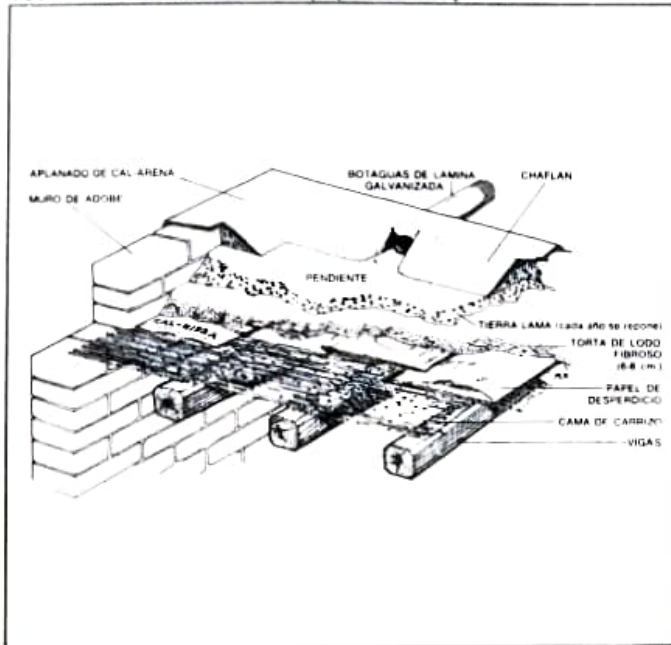 APLANADO DE CAL-ARENA
BOTAGUAS DE LAMINA
GALVANIZADA
CHAFLAN
MURO DE ADOBE
PENDIENTE
TIERRA LAMA (cada año se repone)
CAL-
TORTA DE LODO
FIBROSO
(6-8 cm.)
PAPEL DE
DESPERDICIO
CAMA DE CARRIZO
VIGAS